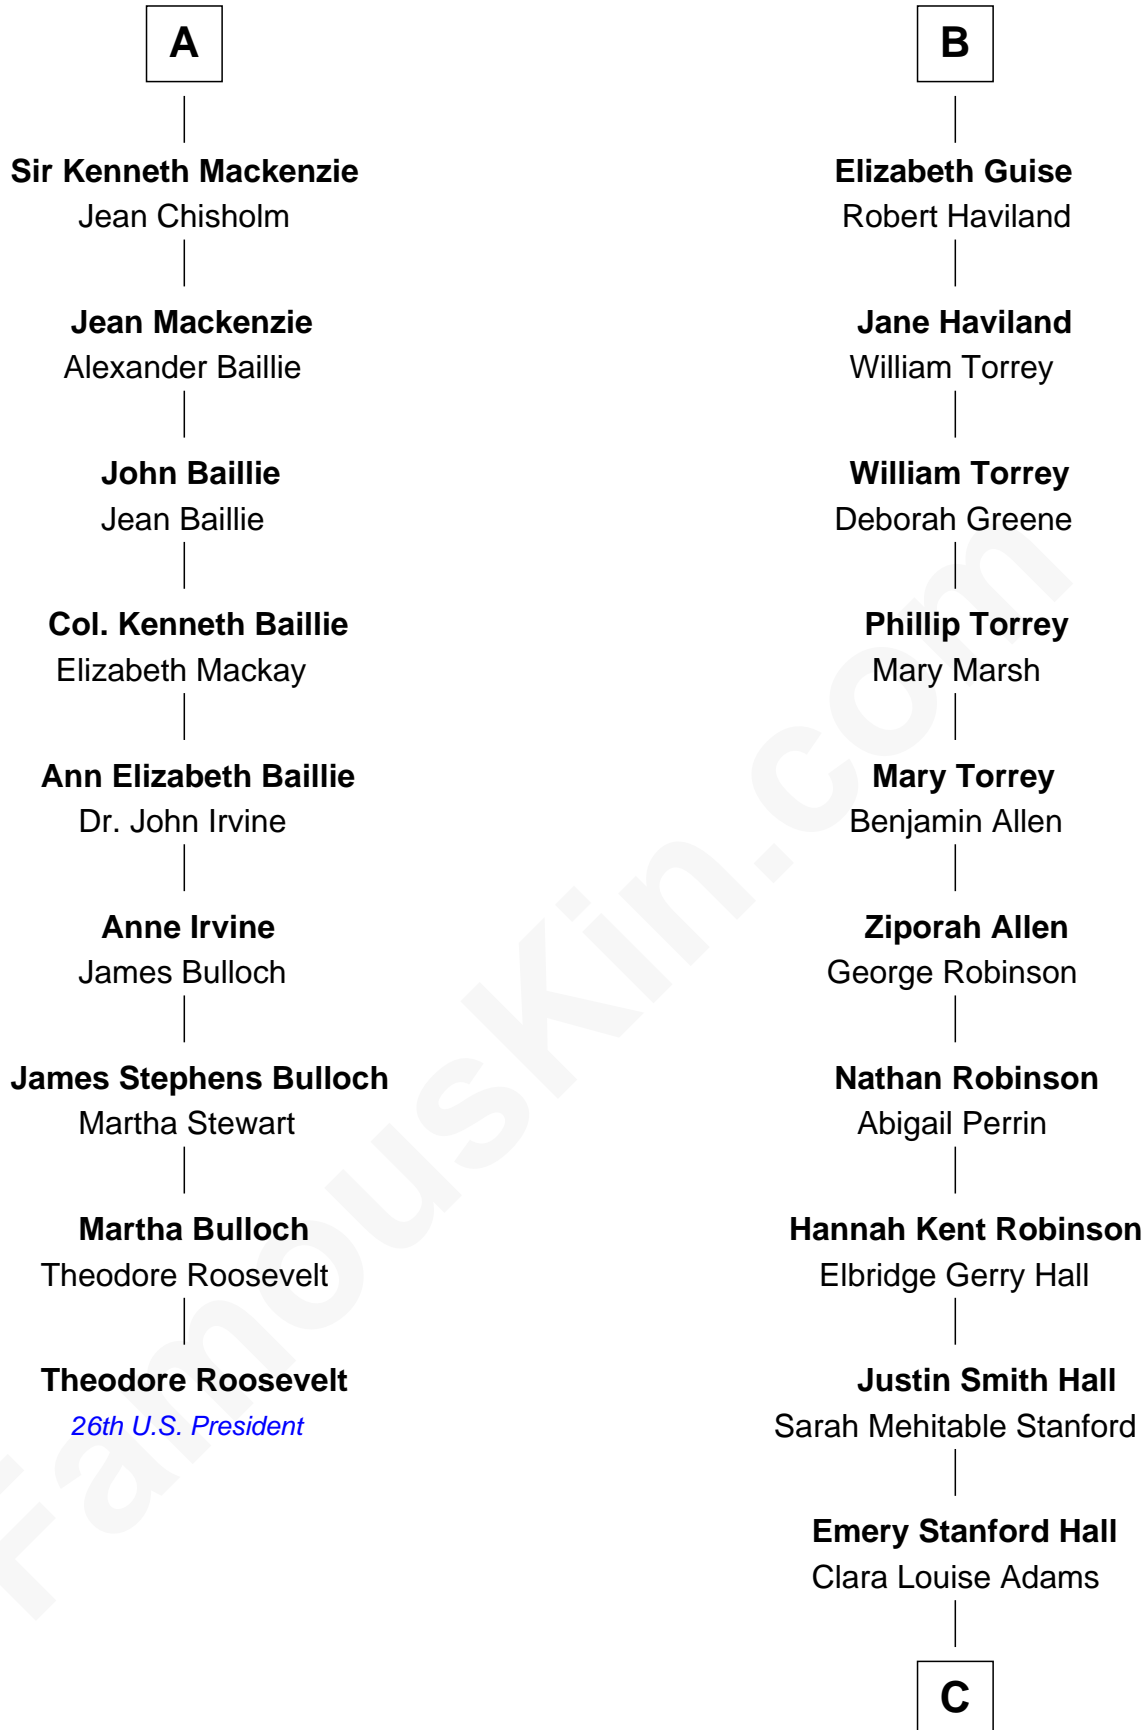 A
Sir Kenneth Mackenzie
Jean Chisholm
Jean Mackenzie
Alexander Baillie
John Baillie
Jean Baillie
Col. Kenneth Baillie
Elizabeth Mackay
Ann Elizabeth Baillie
Dr. John Irvine
Anne Irvine
James Bulloch
James Stephens Bulloch
Martha Stewart
Martha Bulloch
Theodore Roosevelt
Theodore Roosevelt
26th U.S. President
B
Elizabeth Guise
Robert Haviland
Jane Haviland
William Torrey
William Torrey
Deborah Greene
Phillip Torrey
Mary Marsh
Mary Torrey
Benjamin Allen
Ziporah Allen
George Robinson
Nathan Robinson
Abigail Perrin
Hannah Kent Robinson
Elbridge Gerry Hall
Justin Smith Hall
Sarah Mehitable Stanford
Emery Stanford Hall
Clara Louise Adams
C
FamousKin.com